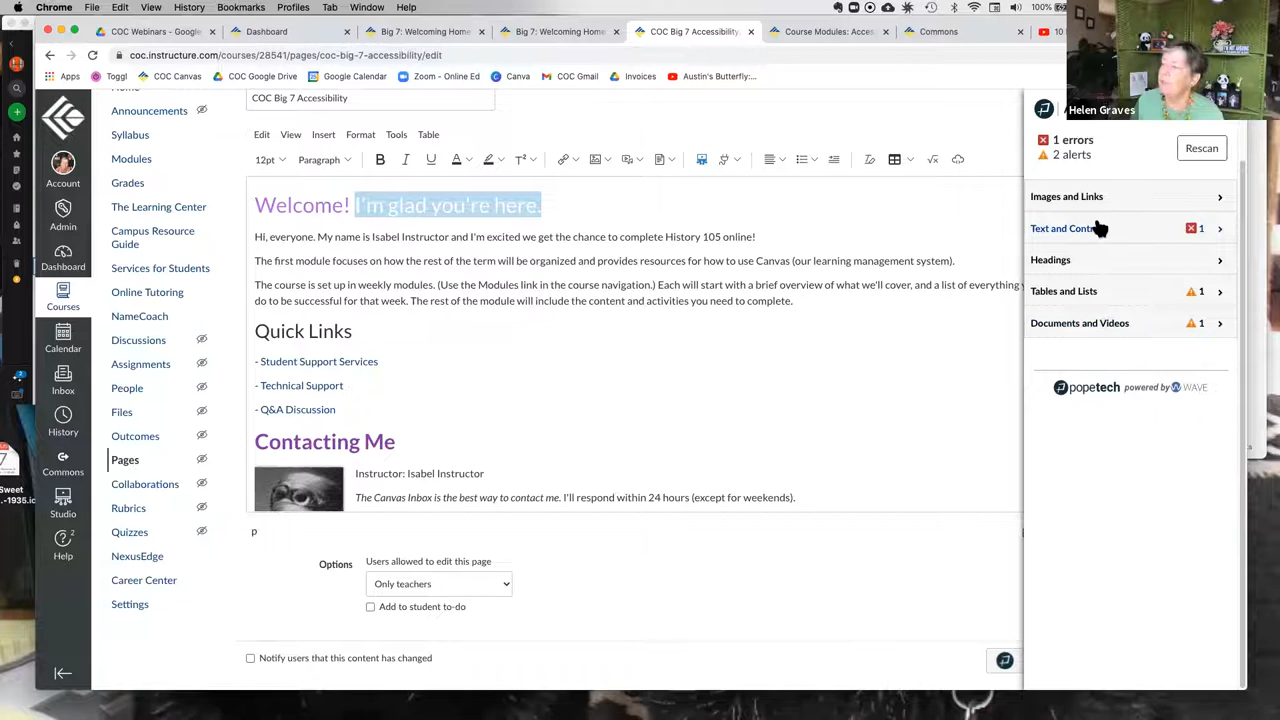 Chrome File Edit View History Bookmarks Profiles Tab Window Help 100%
COC Webinars - Google Dashboard Big 7: Welcoming Home Big 7: Welcoming Home COC Big 7 Accessibility Course Modules: Acces Commons 10
coc.instructure.com/courses/28541/pages/coc-big-7-accessibility/edit
Apps Toggl COC Canvas COC Google Drive Google Calendar Zoom - Online Ed Canva COC Gmail Invoices Austin's Butterfly:...
Helen Graves
Account
Admin
Dashboard
Courses
Calendar
Inbox
History
Commons
Studio
2
Help
Announcements
Syllabus
Modules
Grades
The Learning Center
Campus Resource
Guide
Services for Students
Online Tutoring
NameCoach
Discussions
Assignments
People
Files
Outcomes
Pages
Collaborations
Rubrics
Quizzes
NexusEdge
Career Center
Settings
COC Big 7 Accessibility
Edit View Insert Format Tools Table
12pt Paragraph B I U A T²
Welcome! I'm glad you're here.
Hi, everyone. My name is Isabel Instructor and I'm excited we get the chance to complete History 105 online!
The first module focuses on how the rest of the term will be organized and provides resources for how to use Canvas (our learning management system).
The course is set up in weekly modules. (Use the Modules link in the course navigation.) Each will start with a brief overview of what we'll cover, and a list of everything
do to be successful for that week. The rest of the module will include the content and activities you need to complete.
Quick Links
- Student Support Services
- Technical Support
- Q&A Discussion
Contacting Me
Instructor: Isabel Instructor
The Canvas Inbox is the best way to contact me. I'll respond within 24 hours (except for weekends).
p
Options Users allowed to edit this page
Only teachers
Add to student to-do
Notify users that this content has changed
1 errors
2 alerts
Rescan
Images and Links
Text and Cont 1
Headings
Tables and Lists 1
Documents and Videos 1
popetech powered by WAVE
Sweet
-1935.